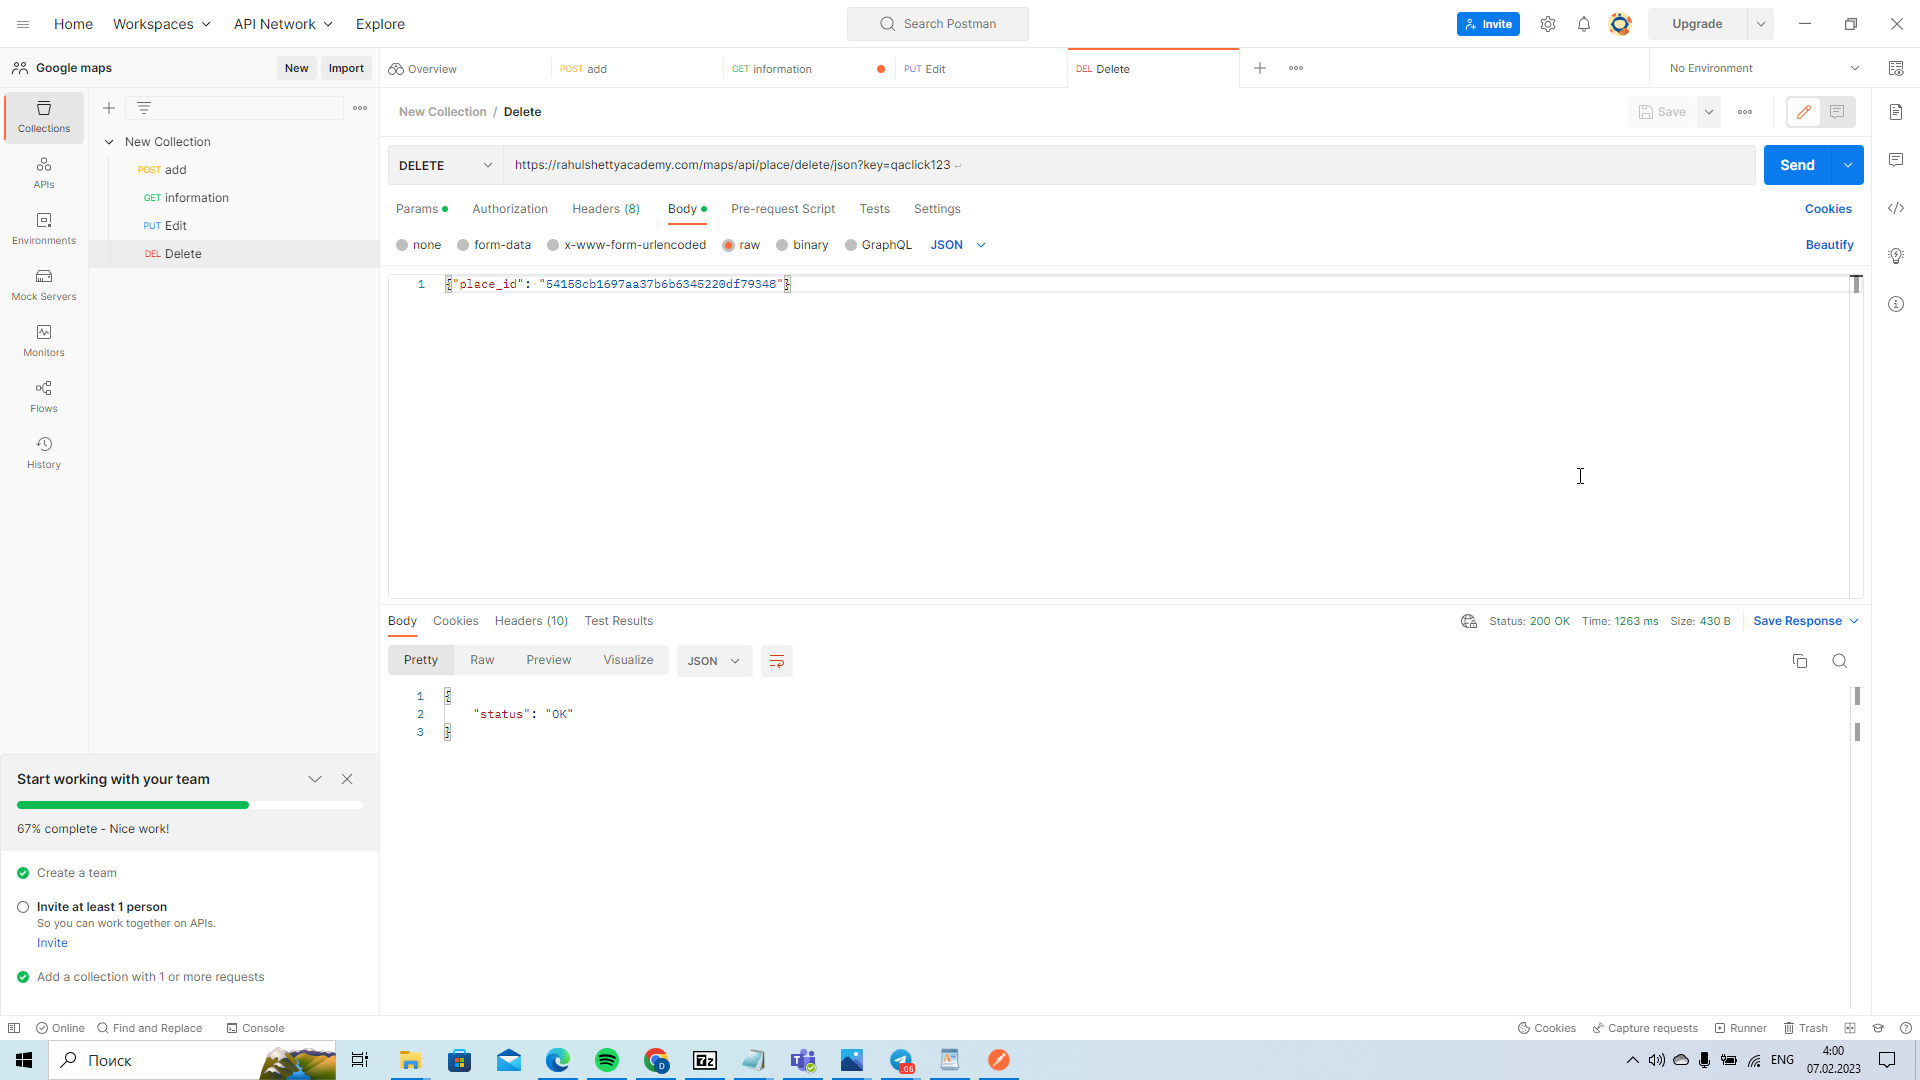 Home Workspaces API Network Explore Search Postman Invite Upgrade
Google maps New Import Overview POST add GET information PUT Edit DEL Delete No Environment
Collections
APIs
Environments
Mock Servers
Monitors
Flows
History
New Collection
POST add
GET information
PUT Edit
DEL Delete
New Collection / Delete Save
DELETE https://rahulshettyacademy.com/maps/api/place/delete/json?key=qaclick123 Send
Params Authorization Headers (8) Body Pre-request Script Tests Settings Cookies
none form-data x-www-form-urlencoded raw binary GraphQL JSON Beautify
1 {"place_id": "54158cb1697aa37b6b6345220df79348"}
Body Cookies Headers (10) Test Results Status: 200 OK Time: 1263 ms Size: 430 B Save Response
Pretty Raw Preview Visualize JSON
1 {
2 "status": "OK"
3 }
Start working with your team
67% complete - Nice work!
Create a team
Invite at least 1 person
So you can work together on APIs.
Invite
Add a collection with 1 or more requests
Online Find and Replace Console Cookies Capture requests Runner Trash
Поиск 7z D .06 ENG 4:00
07.02.2023